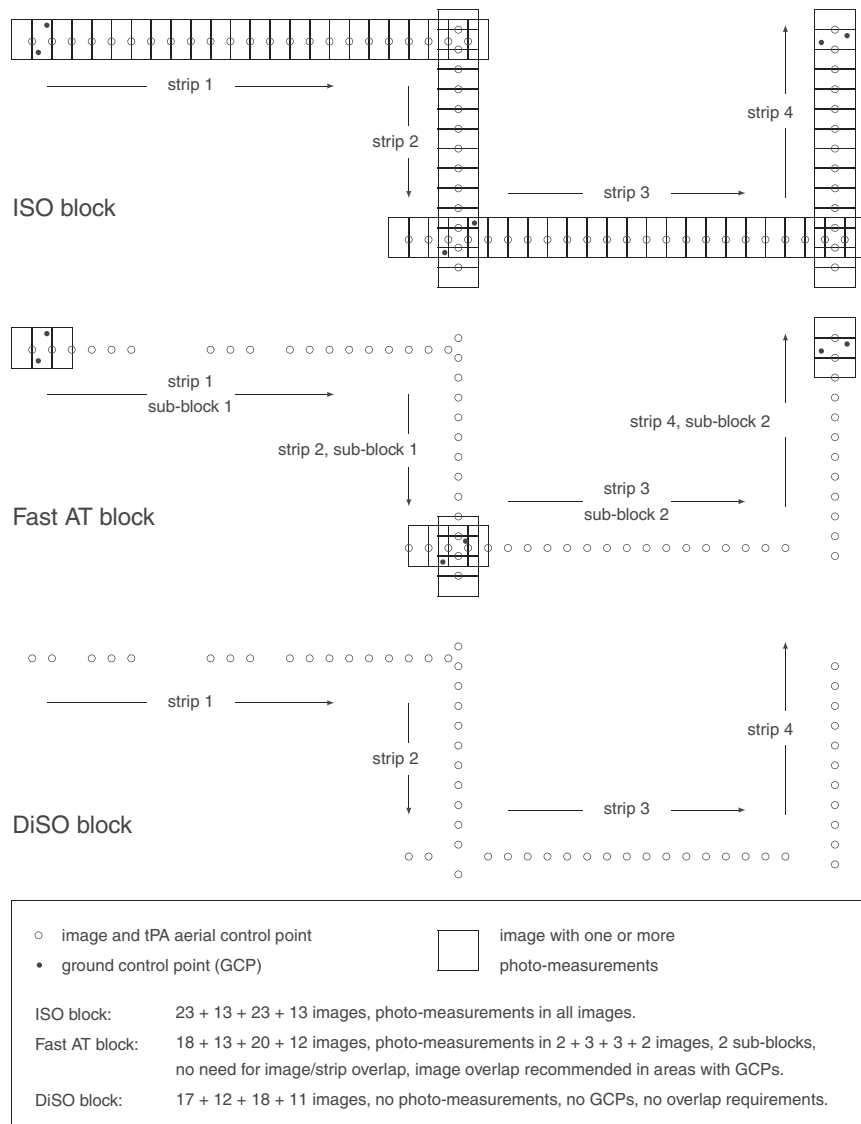 strip 1
strip 2
strip 4
strip 3
ISO block
strip 1
sub-block 1
strip 2, sub-block 1
strip 4, sub-block 2
strip 3
sub-block 2
Fast AT block
strip 1
strip 2
strip 4
strip 3
DiSO block
image and tPA aerial control point
ground control point (GCP)
image with one or more
photo-measurements
ISO block: 23 + 13 + 23 + 13 images, photo-measurements in all images.
Fast AT block: 18 + 13 + 20 + 12 images, photo-measurements in 2 + 3 + 3 + 2 images, 2 sub-blocks,
no need for image/strip overlap, image overlap recommended in areas with GCPs.
DiSO block: 17 + 12 + 18 + 11 images, no photo-measurements, no GCPs, no overlap requirements.